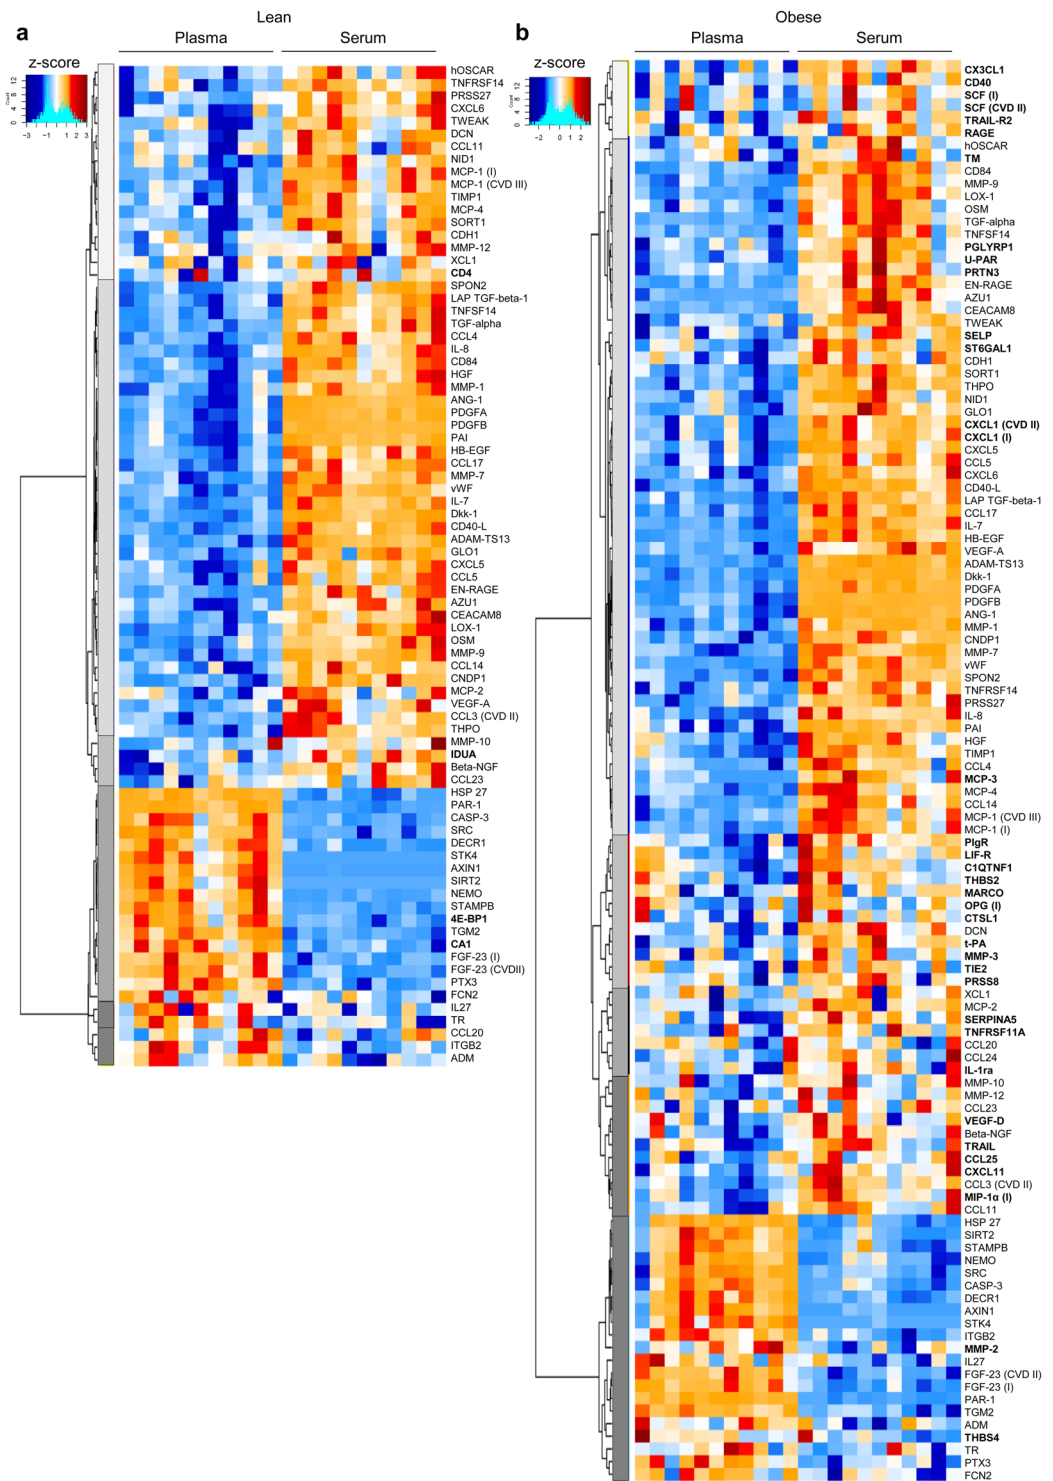 Lean
a
Plasma
Serum
z-score
Count
0 4 8 12
−3 −1 0 1 2 3
hOSCAR
TNFRSF14
PRSS27
CXCL6
TWEAK
DCN
CCL11
NID1
MCP-1 (I)
MCP-1 (CVD III)
TIMP1
MCP-4
SORT1
CDH1
MMP-12
XCL1
CD4
SPON2
LAP TGF-beta-1
TNFSF14
TGF-alpha
CCL4
IL-8
CD84
HGF
MMP-1
ANG-1
PDGFA
PDGFB
PAI
HB-EGF
CCL17
MMP-7
vWF
IL-7
Dkk-1
CD40-L
ADAM-TS13
GLO1
CXCL5
CCL5
EN-RAGE
AZU1
CEACAM8
LOX-1
OSM
MMP-9
CCL14
CNDP1
MCP-2
VEGF-A
CCL3 (CVD II)
THPO
MMP-10
IDUA
Beta-NGF
CCL23
HSP 27
PAR-1
CASP-3
SRC
DECR1
STK4
AXIN1
SIRT2
NEMO
STAMPB
4E-BP1
TGM2
CA1
FGF-23 (I)
FGF-23 (CVDII)
PTX3
FCN2
IL27
TR
CCL20
ITGB2
ADM
Obese
b
Plasma
Serum
z-score
Count
0 4 8 12
−2 0 1 2
CX3CL1
CD40
SCF (I)
SCF (CVD II)
TRAIL-R2
RAGE
hOSCAR
TM
CD84
MMP-9
LOX-1
OSM
TGF-alpha
TNFSF14
PGLYRP1
U-PAR
PRTN3
EN-RAGE
AZU1
CEACAM8
TWEAK
SELP
ST6GAL1
CDH1
SORT1
THPO
NID1
GLO1
CXCL1 (CVD II)
CXCL1 (I)
CXCL5
CCL5
CXCL6
CD40-L
LAP TGF-beta-1
CCL17
IL-7
HB-EGF
VEGF-A
ADAM-TS13
Dkk-1
PDGFA
PDGFB
ANG-1
MMP-1
CNDP1
MMP-7
vWF
SPON2
TNFRSF14
PRSS27
IL-8
PAI
HGF
TIMP1
CCL4
MCP-3
MCP-4
CCL14
MCP-1 (CVD III)
MCP-1 (I)
PIgR
LIF-R
C1QTNF1
THBS2
MARCO
OPG (I)
CTSL1
DCN
t-PA
MMP-3
TIE2
PRSS8
XCL1
MCP-2
SERPINA5
TNFRSF11A
CCL20
CCL24
IL-1ra
MMP-10
MMP-12
CCL23
VEGF-D
Beta-NGF
TRAIL
CCL25
CXCL11
CCL3 (CVD II)
MIP-1α (I)
CCL11
HSP 27
SIRT2
STAMPB
NEMO
SRC
CASP-3
DECR1
AXIN1
STK4
ITGB2
MMP-2
IL27
FGF-23 (CVD II)
FGF-23 (I)
PAR-1
TGM2
ADM
THBS4
TR
PTX3
FCN2